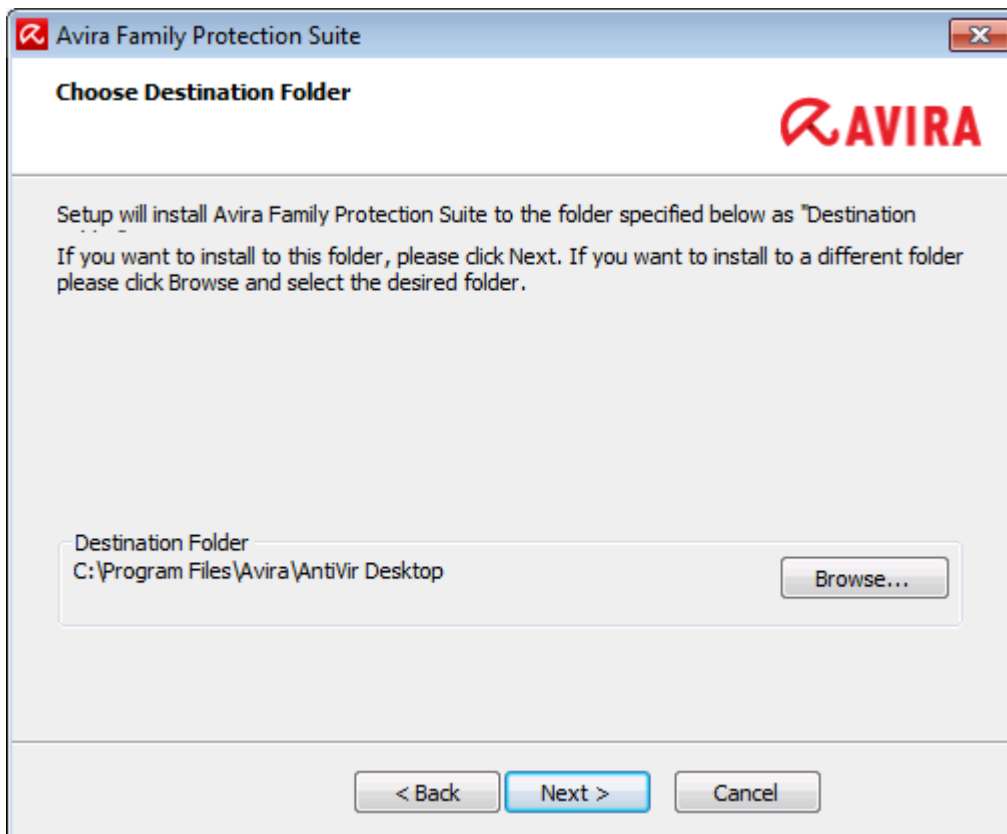 Avira Family Protection Suite
Choose Destination Folder
AVIRA
Setup will install Avira Family Protection Suite to the folder specified below as "Destination
If you want to install to this folder, please click Next. If you want to install to a different folder
please click Browse and select the desired folder.
Destination Folder
C:\Program Files\Avira\AntiVir Desktop
Browse...
< Back
Next >
Cancel